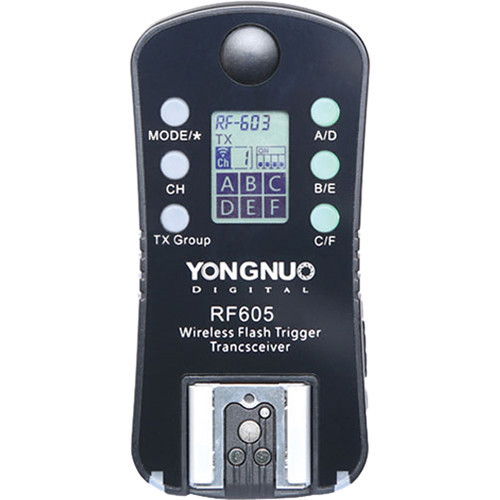 RF-603
TX
Ch 1 ON
A B C
D E F
MODE/*
CH
TX Group
A/D
B/E
C/F
YONGNUO
DIGITAL
RF605
Wireless Flash Trigger
Trancsceiver